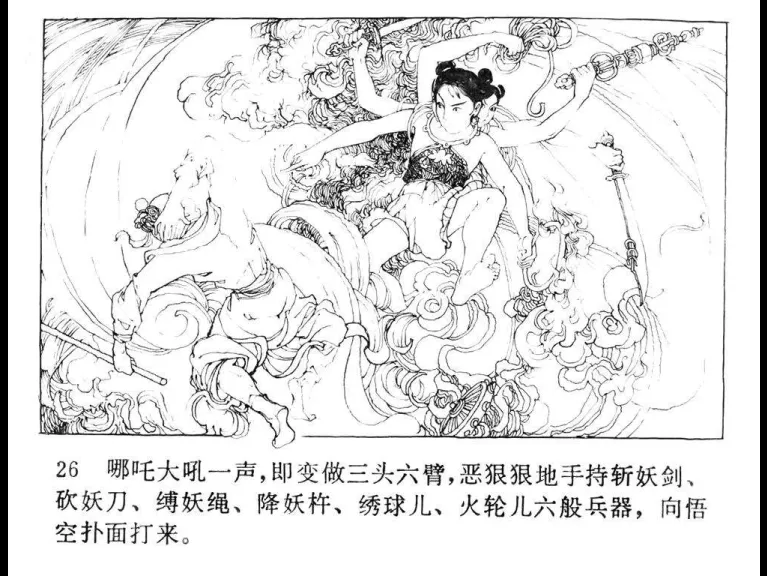 26 哪吒大吼一声，即变做三头六臂，恶狠狠地手持斩妖剑、
砍妖刀、缚妖绳、降妖杵、绣球儿、火轮儿六般兵器，向悟
空扑面打来。